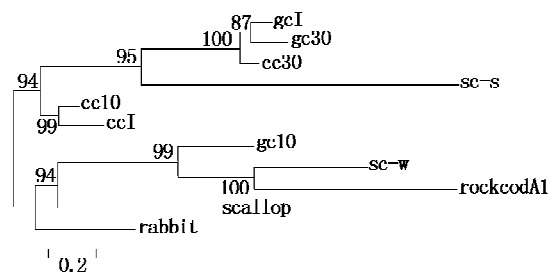 87 gcI
gc30
100
cc30
95
sc-s
94
cc10
99 ccI
99 gc10
sc-w
94
100 rockcodA1
scallop
rabbit
0.2